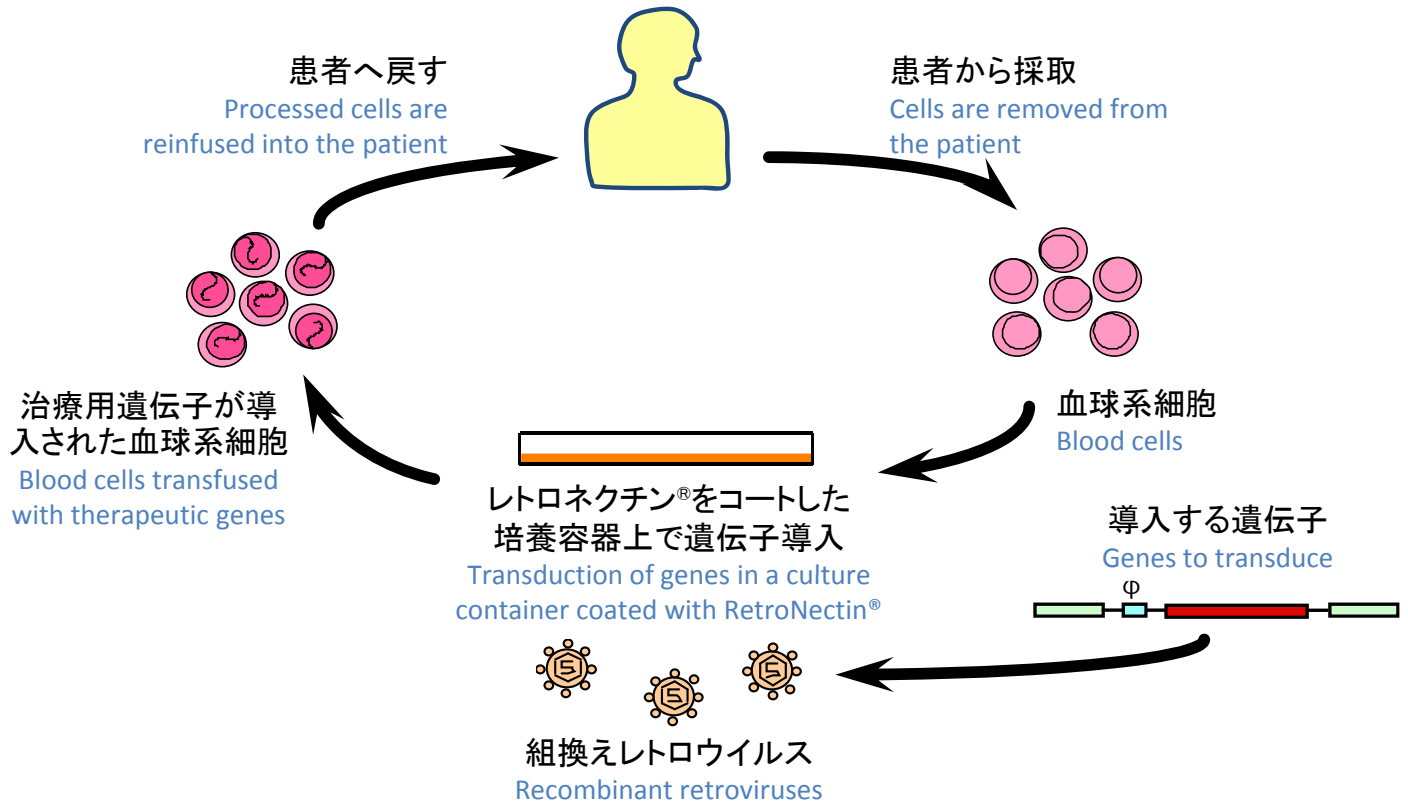 患者へ戻す
Processed cells are
reinfused into the patient
患者から採取
Cells are removed from
the patient
血球系細胞
Blood cells
治療用遺伝子が導
入された血球系細胞
Blood cells transfused
with therapeutic genes
レトロネクチン®をコートした
培養容器上で遺伝子導入
Transduction of genes in a culture
container coated with RetroNectin®
導入する遺伝子
Genes to transduce
φ
組換えレトロウイルス
Recombinant retroviruses